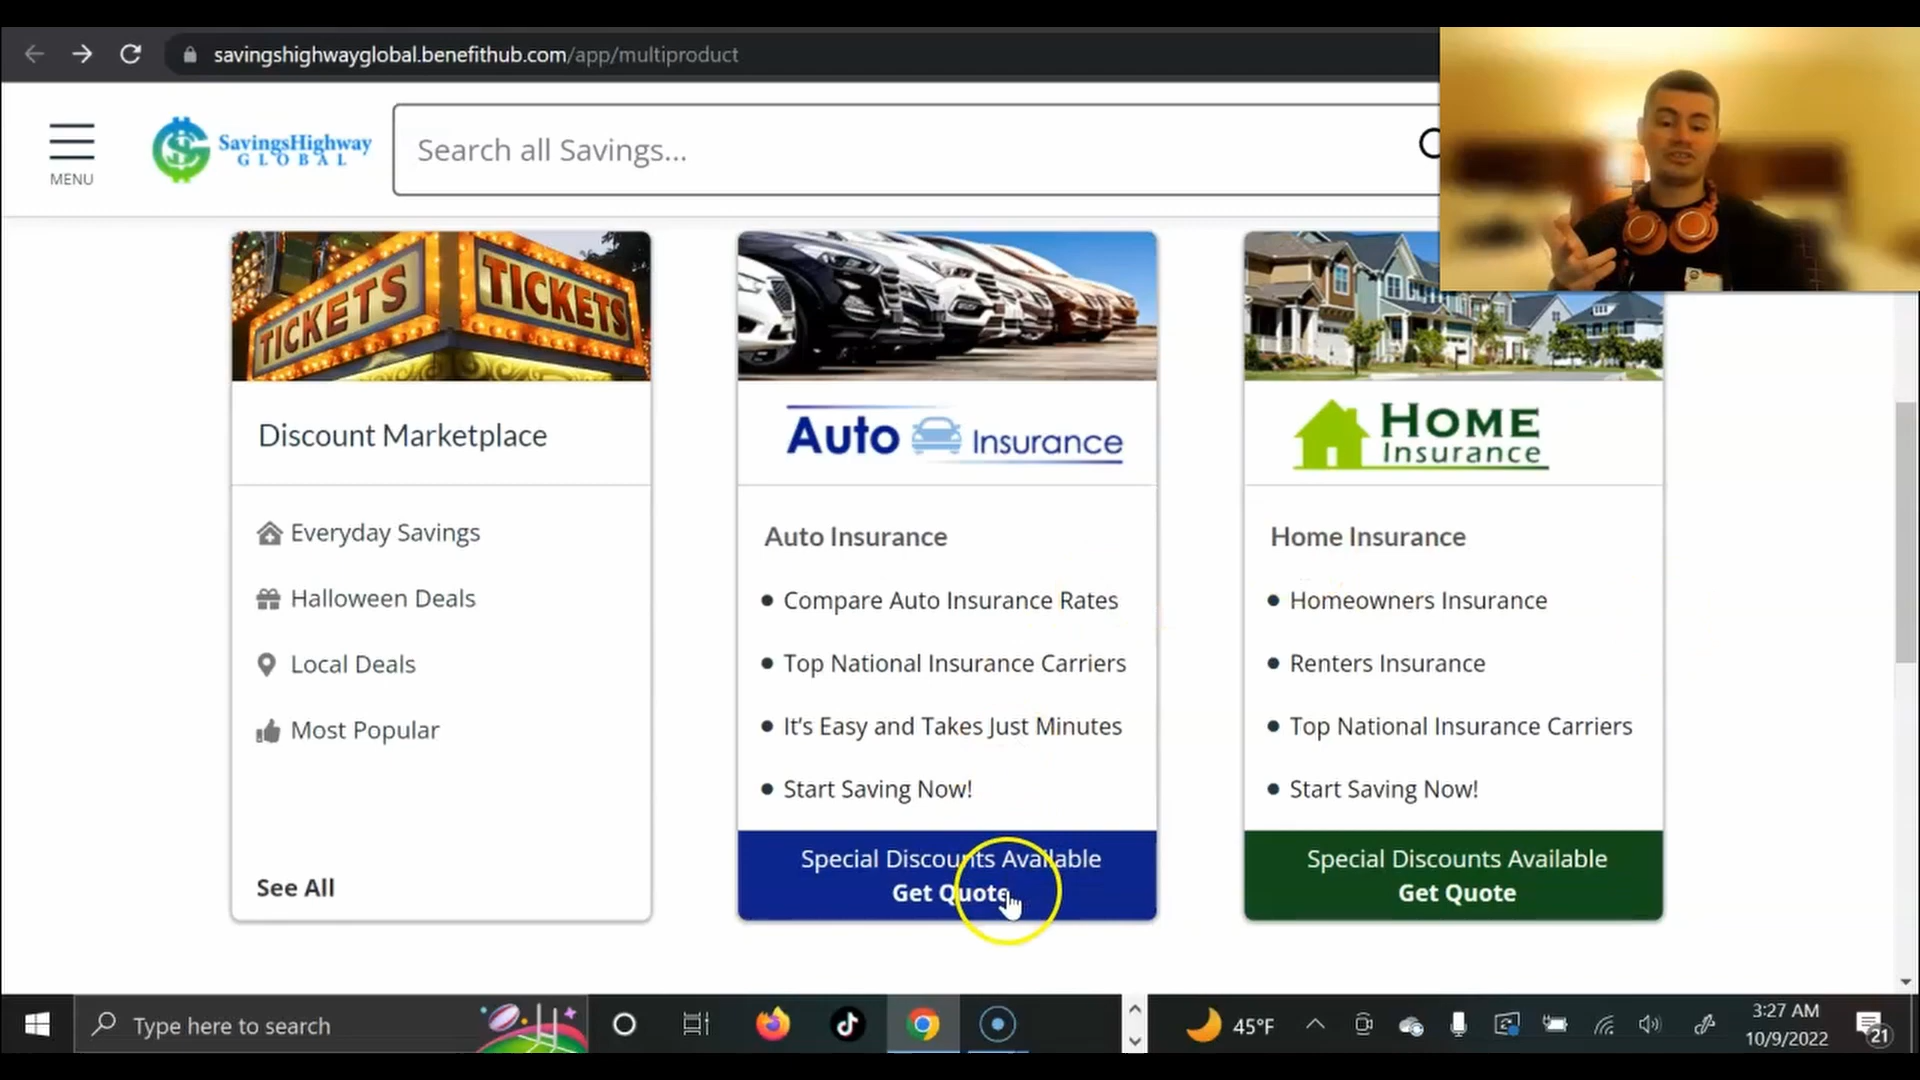 savingshighwayglobal.benefithub.com/app/multiproduct
MENU
SavingsHighway
GLOBAL
Search all Savings...
TICKETS
TICKETS
Discount Marketplace
Everyday Savings
Halloween Deals
Local Deals
Most Popular
See All
Auto Insurance
Auto Insurance
Compare Auto Insurance Rates
Top National Insurance Carriers
It's Easy and Takes Just Minutes
Start Saving Now!
Special Discounts Available
Get Quote
HOME
Insurance
Home Insurance
Homeowners Insurance
Renters Insurance
Top National Insurance Carriers
Start Saving Now!
Special Discounts Available
Get Quote
Type here to search
45°F
3:27 AM
10/9/2022
21